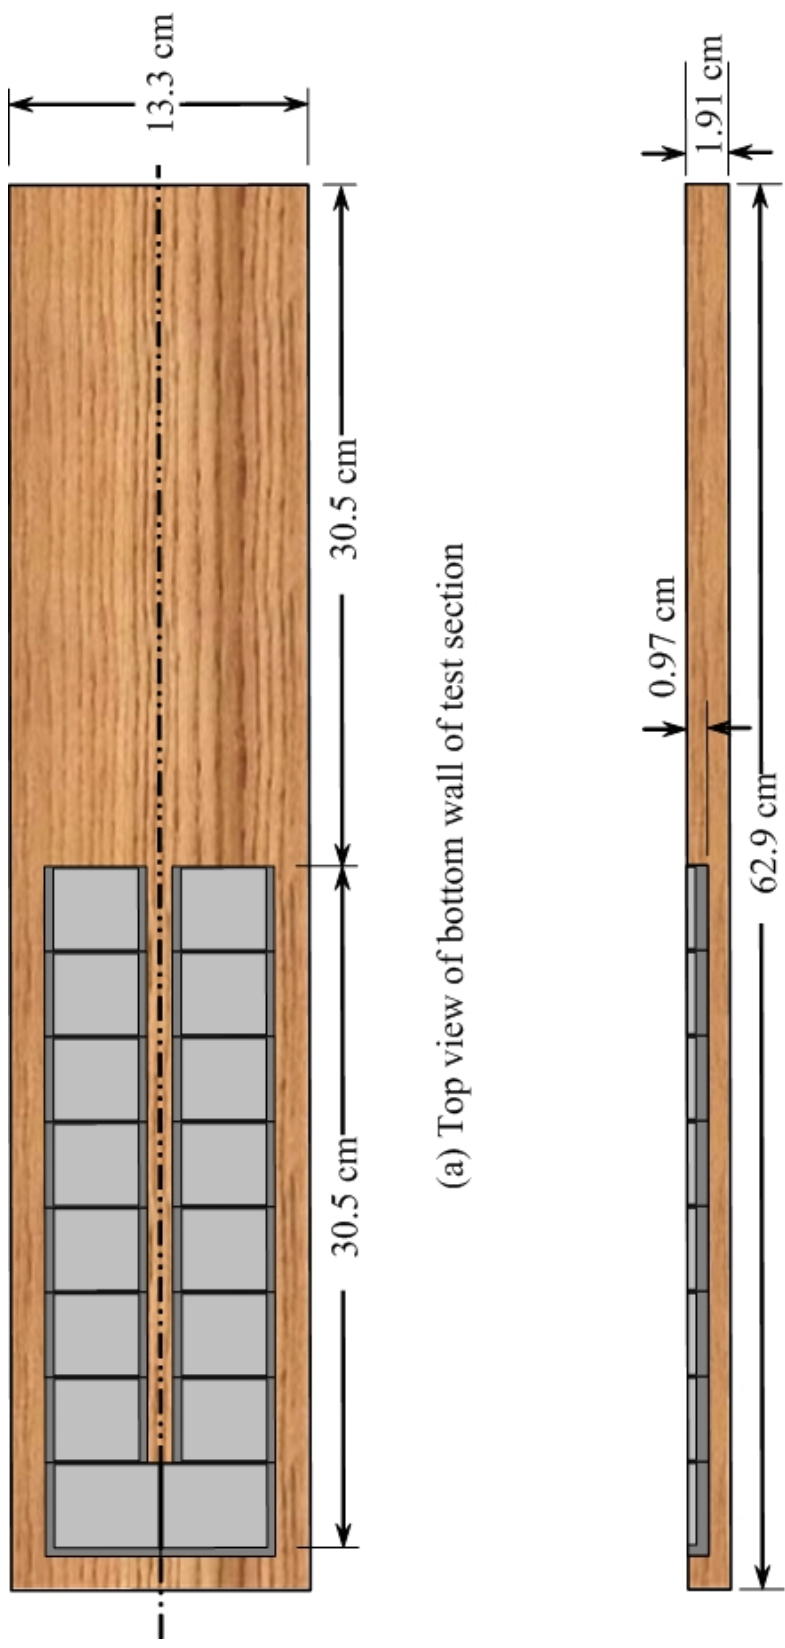 13.3 cm
30.5 cm
30.5 cm
(a) Top view of bottom wall of test section
1.91 cm
0.97 cm
62.9 cm